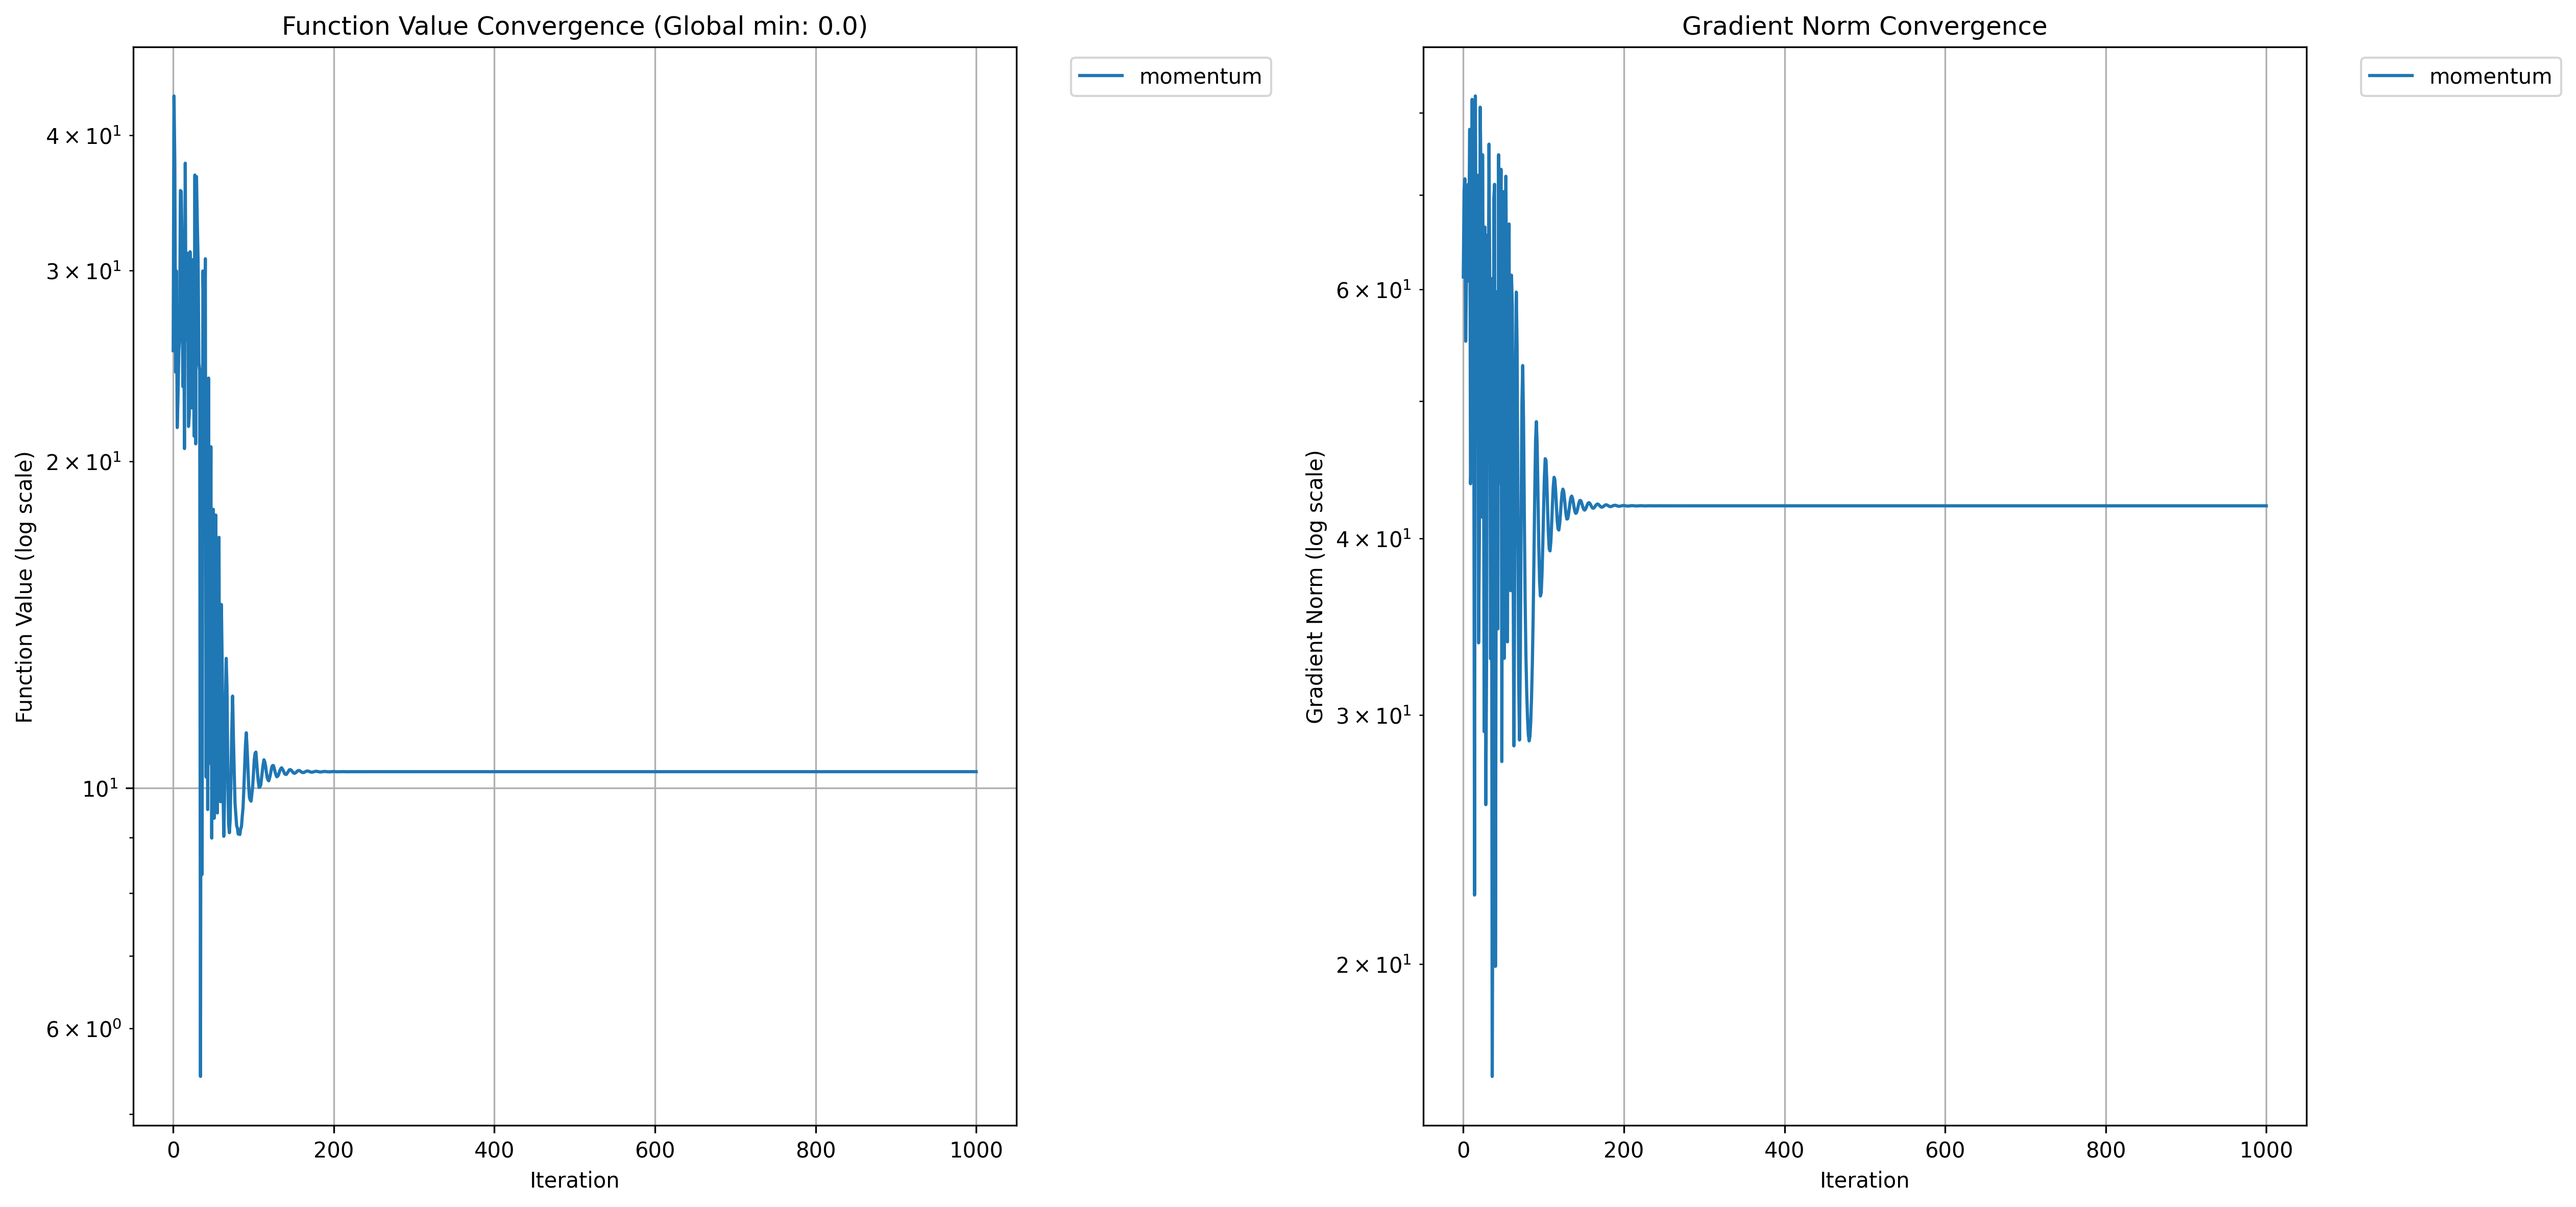 Function Value Convergence (Global min: 0.0)
momentum
4 × 10¹
3 × 10¹
2 × 10¹
10¹
6 × 10⁰
Function Value (log scale)
0 200 400 600 800 1000
Iteration
Gradient Norm Convergence
momentum
6 × 10¹
4 × 10¹
3 × 10¹
2 × 10¹
Gradient Norm (log scale)
0 200 400 600 800 1000
Iteration